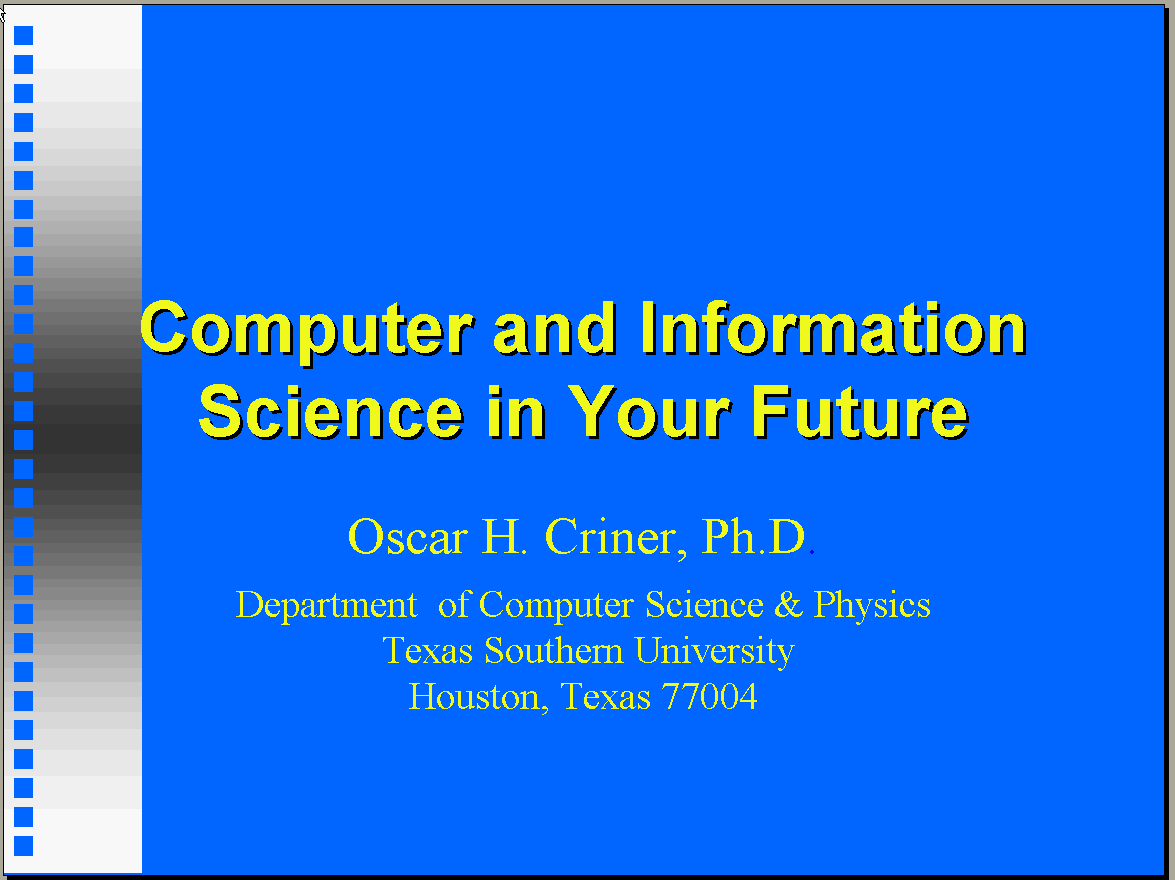 Computer and Information
Science in Your Future
Oscar H. Criner, Ph.D.
Department  of Computer Science & Physics
Texas Southern University
Houston, Texas 77004